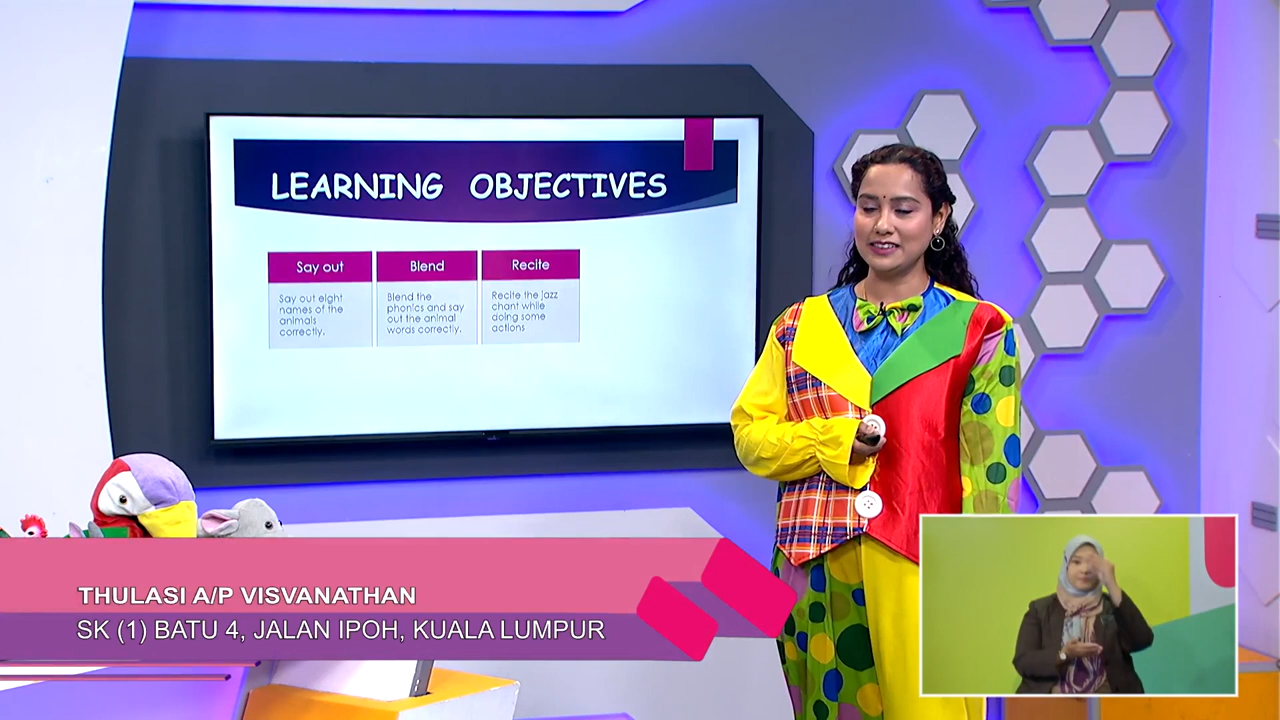 LEARNING OBJECTIVES
Say out
Say out eight
names of the
animals
correctly.
Blend
Blend the
phonics and say
out the animal
words correctly.
Recite
Recite the jazz
chant while
doing some
actions
THULASI A/P VISVANATHAN
SK (1) BATU 4, JALAN IPOH, KUALA LUMPUR